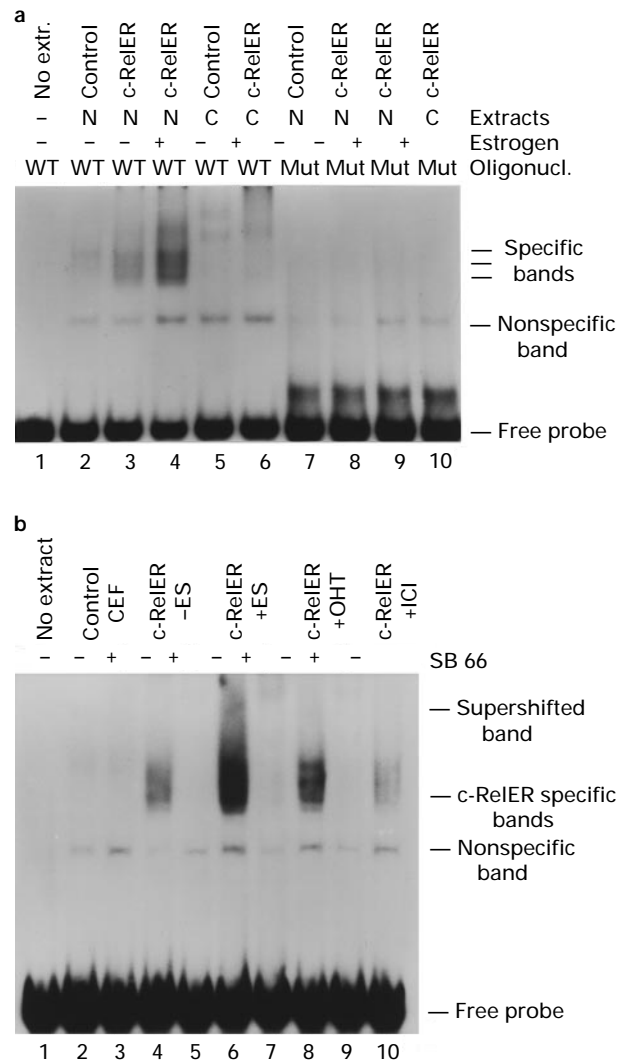 a
No extr.
Control
c-RelER
c-RelER
Control
c-RelER
Control
c-RelER
c-RelER
c-RelER
– N N N C C N N N C Extracts
– – – + – + – – + + Estrogen
WT WT WT WT WT WT Mut Mut Mut Mut Oligonucl.
Specific
bands
Nonspecific
band
Free probe
1 2 3 4 5 6 7 8 9 10
b
No extract
Control
CEF
c-RelER
–ES
c-RelER
+ES
c-RelER
+OHT
c-RelER
+ICI
– – + – + – + – + – SB 66
Supershifted
band
c-RelER specific
bands
Nonspecific
band
Free probe
1 2 3 4 5 6 7 8 9 10